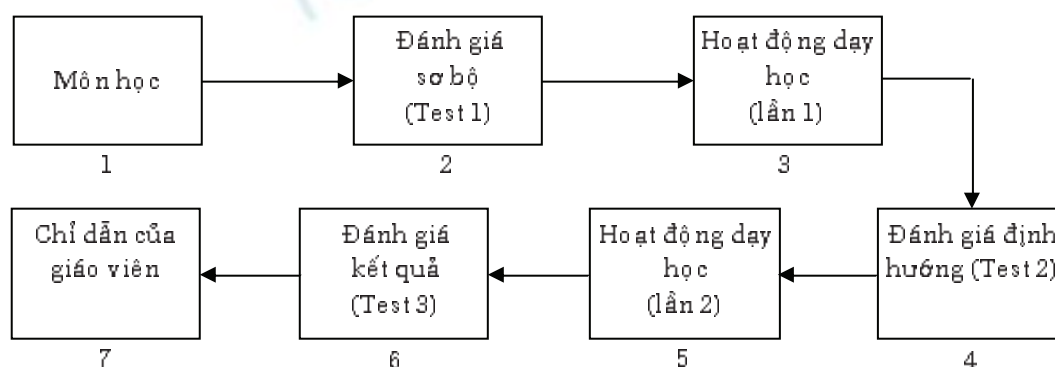 Môn học
Đánh giá
sơ bộ
(Test 1)
Hoạt động dạy
học
(lần 1)
1
2
3
Chỉ dẫn của
giáo viên
Đánh giá
kết quả
(Test 3)
Hoạt động dạy
học
(lần 2)
Đánh giá định
hướng (Test 2)
7
6
5
4